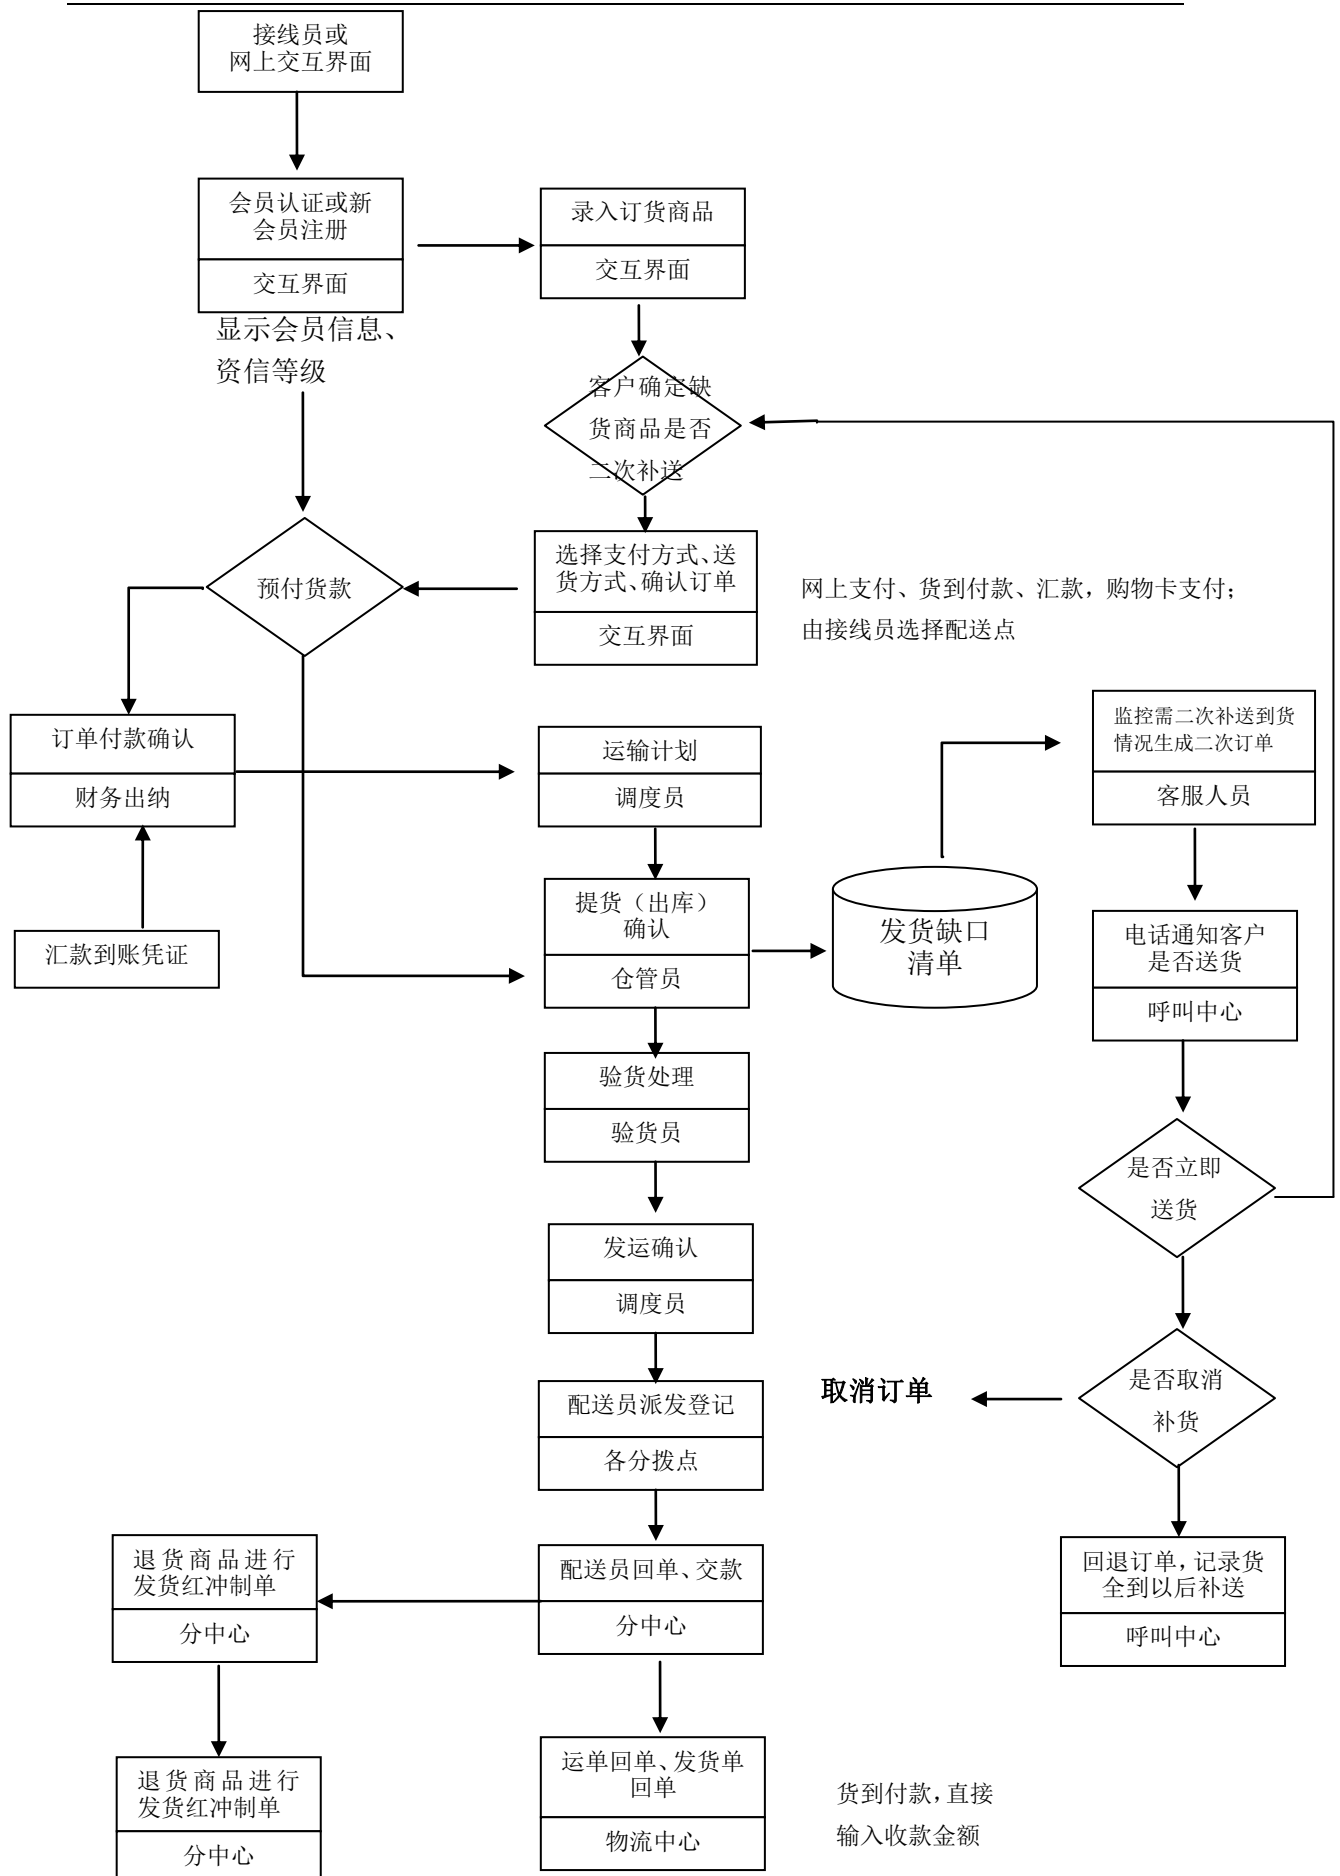 接线员或
网上交互界面
会员认证或新
会员注册
交互界面
显示会员信息、
资信等级
录入订货商品
交互界面
客户确定缺
货商品是否
二次补送
选择支付方式、送
货方式、确认订单
交互界面
网上支付、货到付款、汇款，购物卡支付；
由接线员选择配送点
预付货款
订单付款确认
财务出纳
汇款到账凭证
运输计划
调度员
提货（出库）
确认
仓管员
发货缺口
清单
监控需二次补送到货
情况生成二次订单
客服人员
电话通知客户
是否送货
呼叫中心
验货处理
验货员
是否立即
送货
发运确认
调度员
取消订单
是否取消
补货
配送员派发登记
各分拨点
回退订单，记录货
全到以后补送
呼叫中心
配送员回单、交款
分中心
退货商品进行
发货红冲制单
分中心
退货商品进行
发货红冲制单
分中心
运单回单、发货单
回单
物流中心
货到付款，直接
输入收款金额